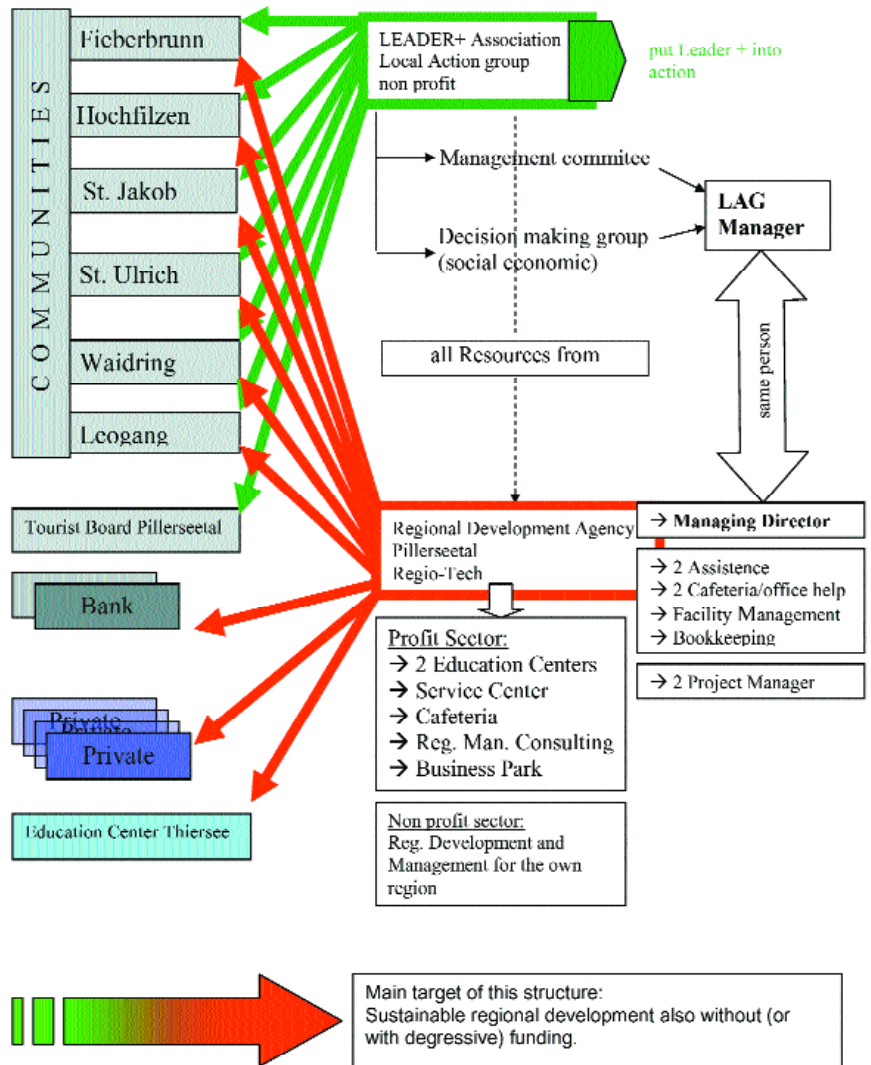 COMMUNITIES
Fieberbrunn
Hochfilzen
St. Jakob
St. Ulrich
Waidring
Leogang
Tourist Board Pillerseetal
Bank
Private
Private
Private
Education Center Thiersee
LEADER+ Association
Local Action group
non profit
put Leader + into
action
Management commitee
Decision making group
(social economic)
LAG
Manager
all Resources from
same person
Regional Development Agency
Pillerseetal
Regio-Tech
→ Managing Director
→ 2 Assistence
→ 2 Cafeteria/office help
→ Facility Management
→ Bookkeeping
→ 2 Project Manager
Profit Sector:
→ 2 Education Centers
→ Service Center
→ Cafeteria
→ Reg. Man. Consulting
→ Business Park
Non profit sector:
Reg. Development and
Management for the own
region
Main target of this structure:
Sustainable regional development also without (or
with degressive) funding.